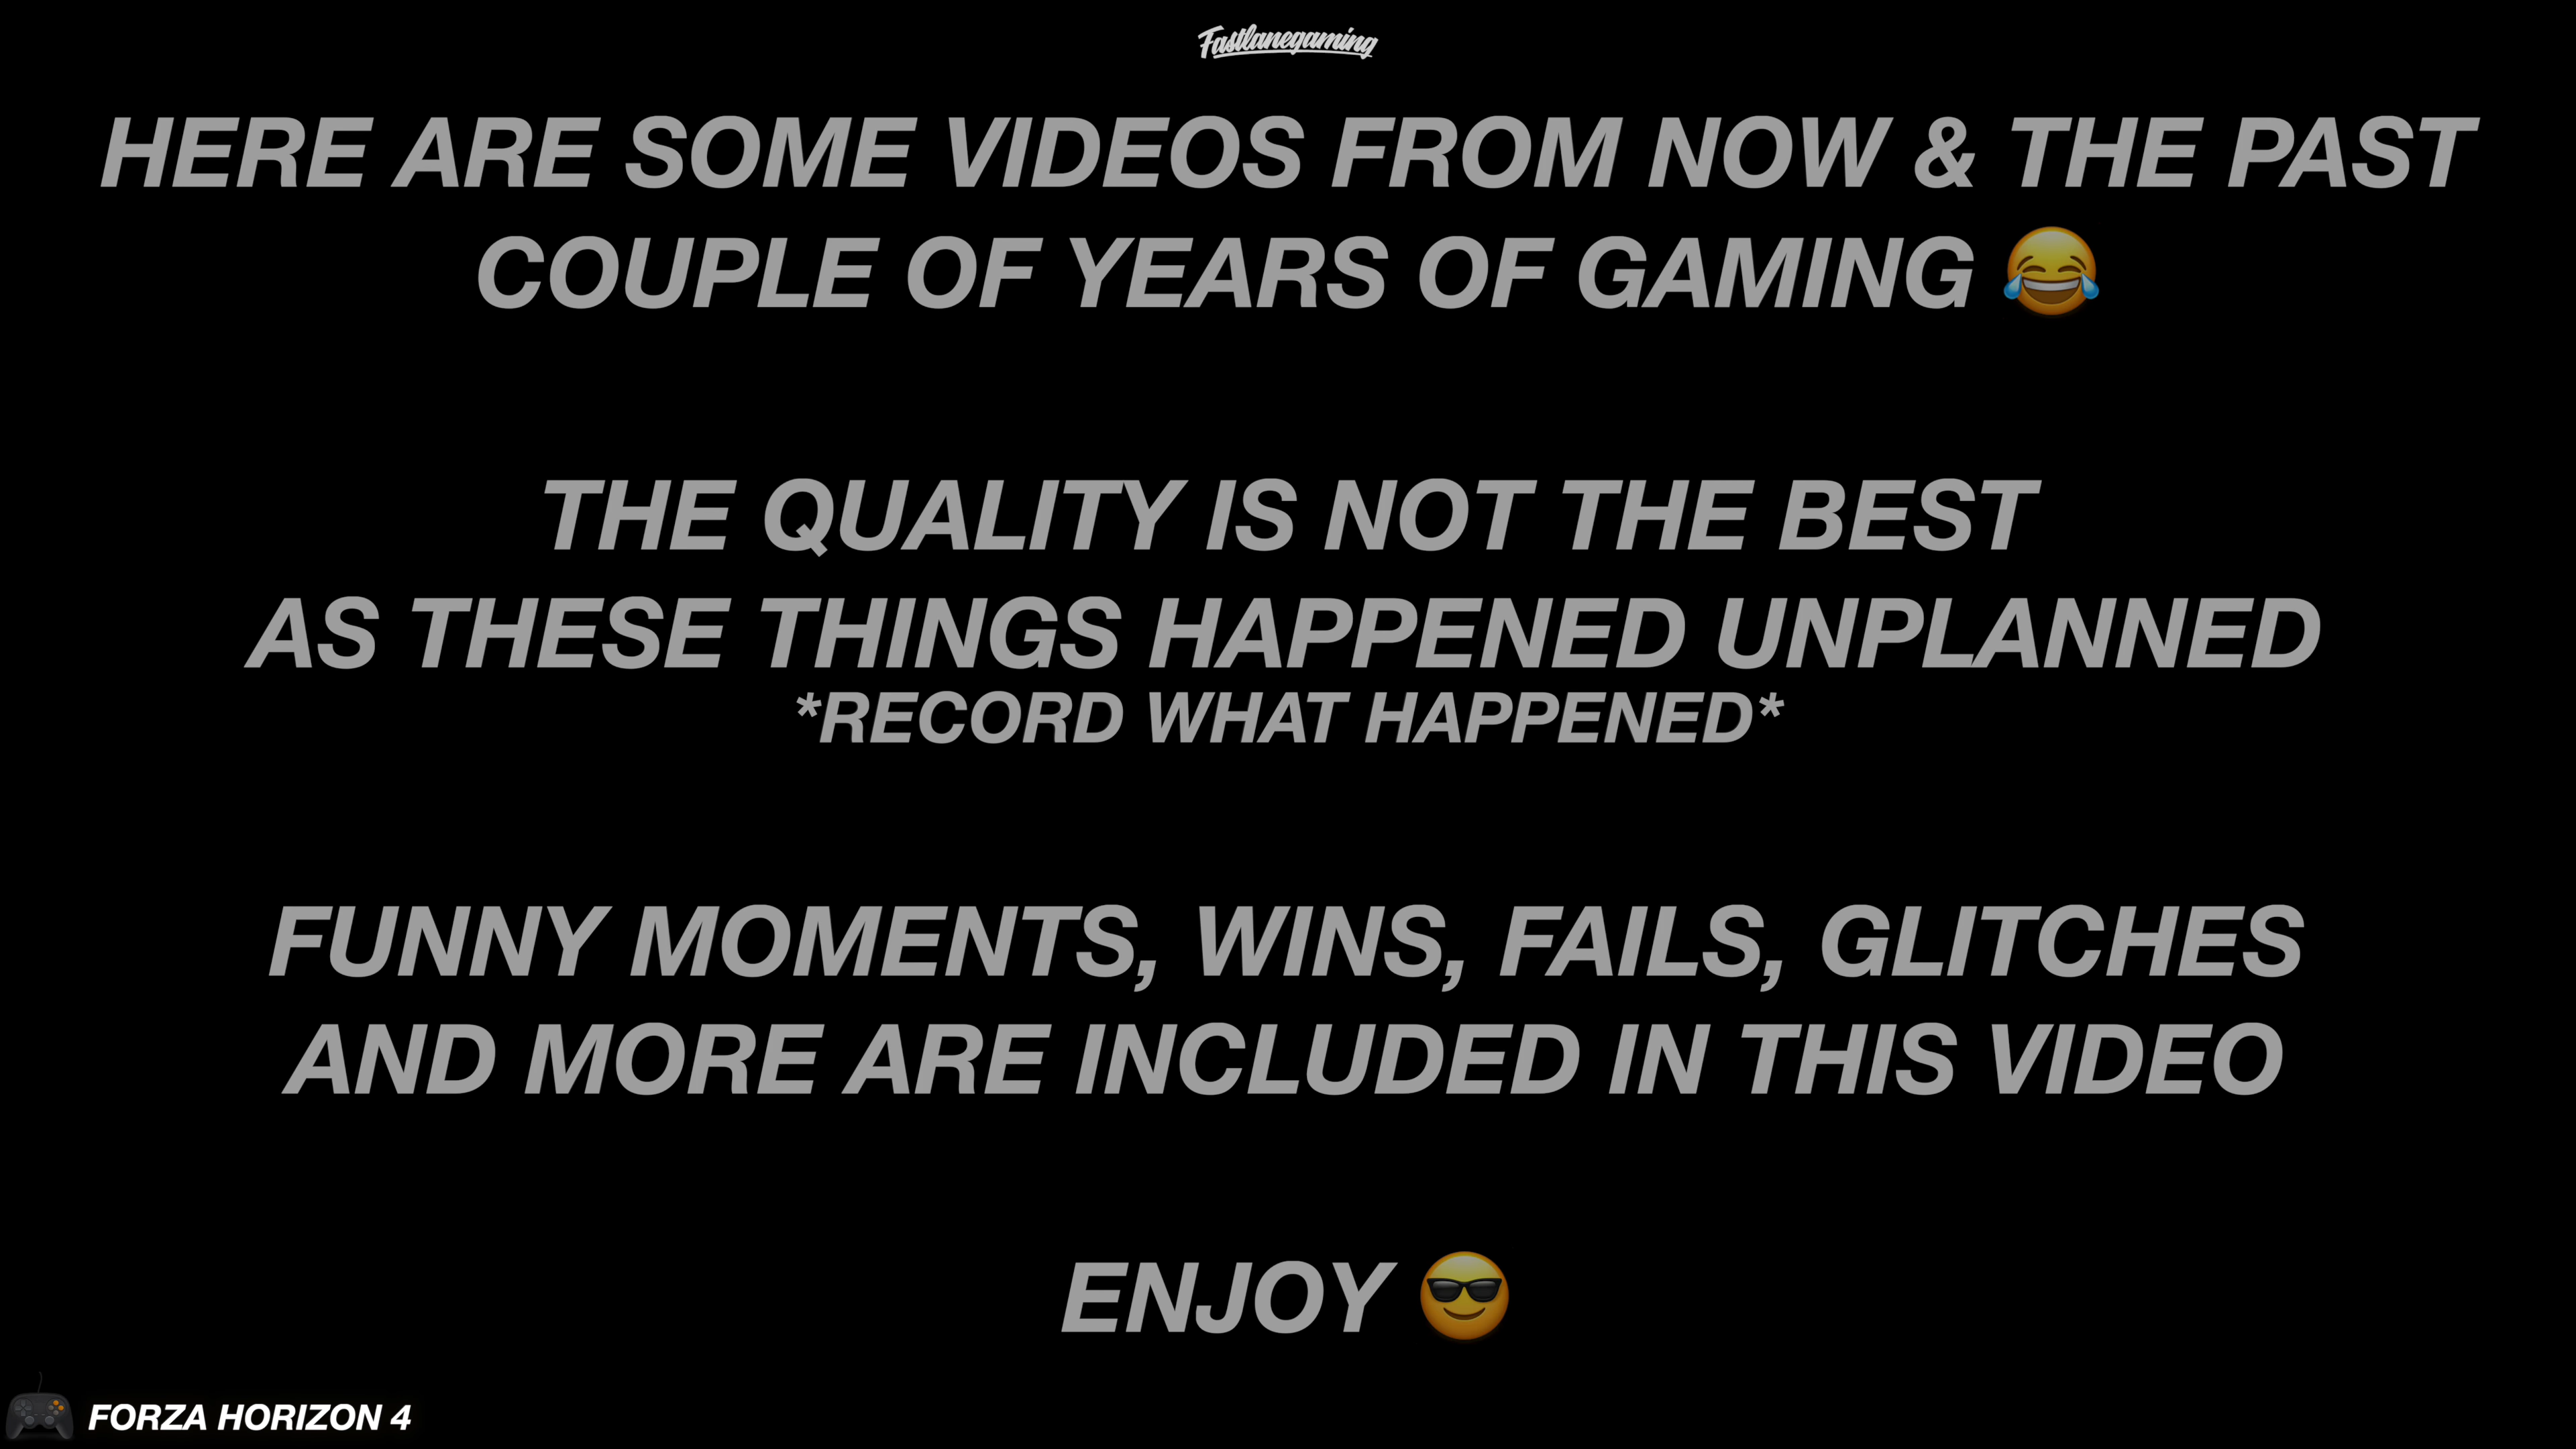 Fastlanegaming
HERE ARE SOME VIDEOS FROM NOW & THE PAST
COUPLE OF YEARS OF GAMING 😂
THE QUALITY IS NOT THE BEST
AS THESE THINGS HAPPENED UNPLANNED
*RECORD WHAT HAPPENED*
FUNNY MOMENTS, WINS, FAILS, GLITCHES
AND MORE ARE INCLUDED IN THIS VIDEO
ENJOY 😎
FORZA HORIZON 4